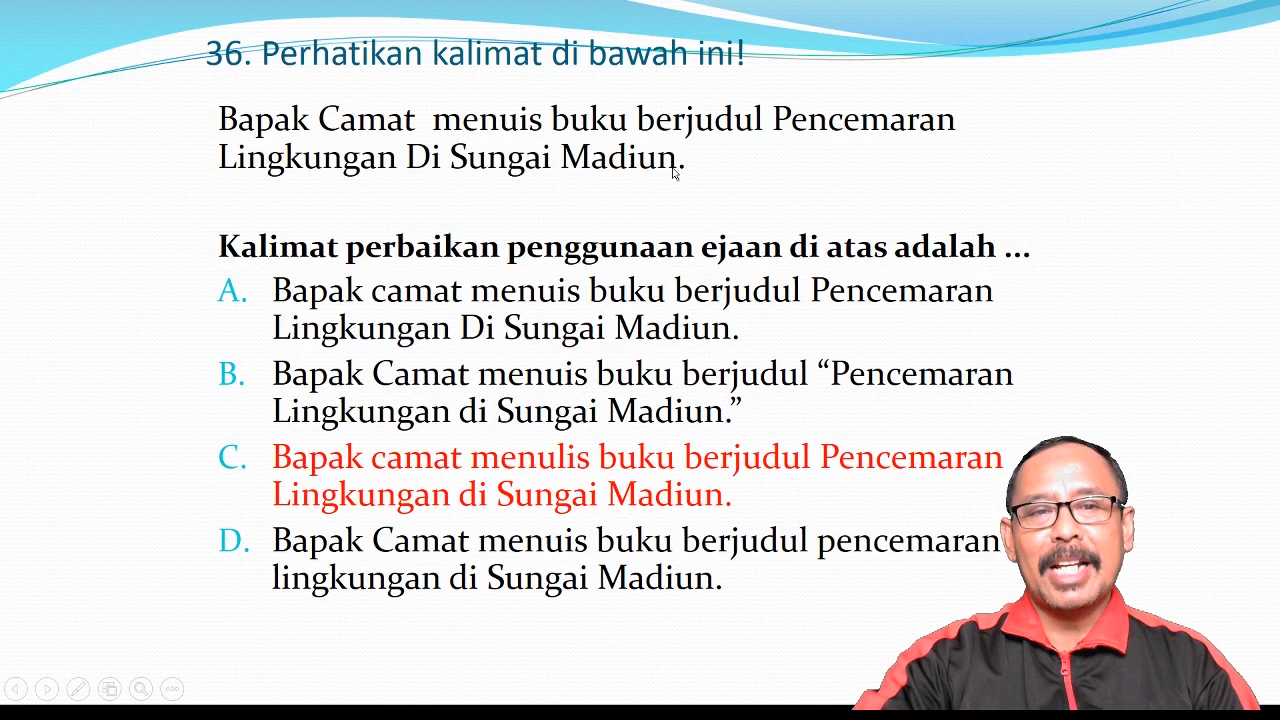 36. Perhatikan kalimat di bawah ini!
Bapak Camat menuis buku berjudul Pencemaran
Lingkungan Di Sungai Madiun.
Kalimat perbaikan penggunaan ejaan di atas adalah ...
A. Bapak camat menuis buku berjudul Pencemaran
Lingkungan Di Sungai Madiun.
B. Bapak Camat menuis buku berjudul “Pencemaran
Lingkungan di Sungai Madiun.”
C. Bapak camat menulis buku berjudul Pencemaran
Lingkungan di Sungai Madiun.
D. Bapak Camat menuis buku berjudul pencemaran
lingkungan di Sungai Madiun.